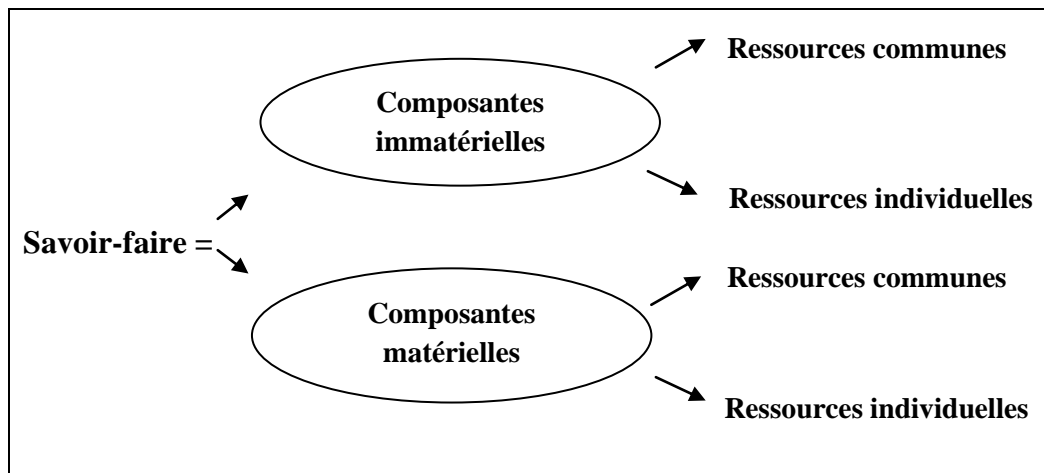 Ressources communes
Composantes
immatérielles
Ressources individuelles
Savoir-faire =
Ressources communes
Composantes
matérielles
Ressources individuelles